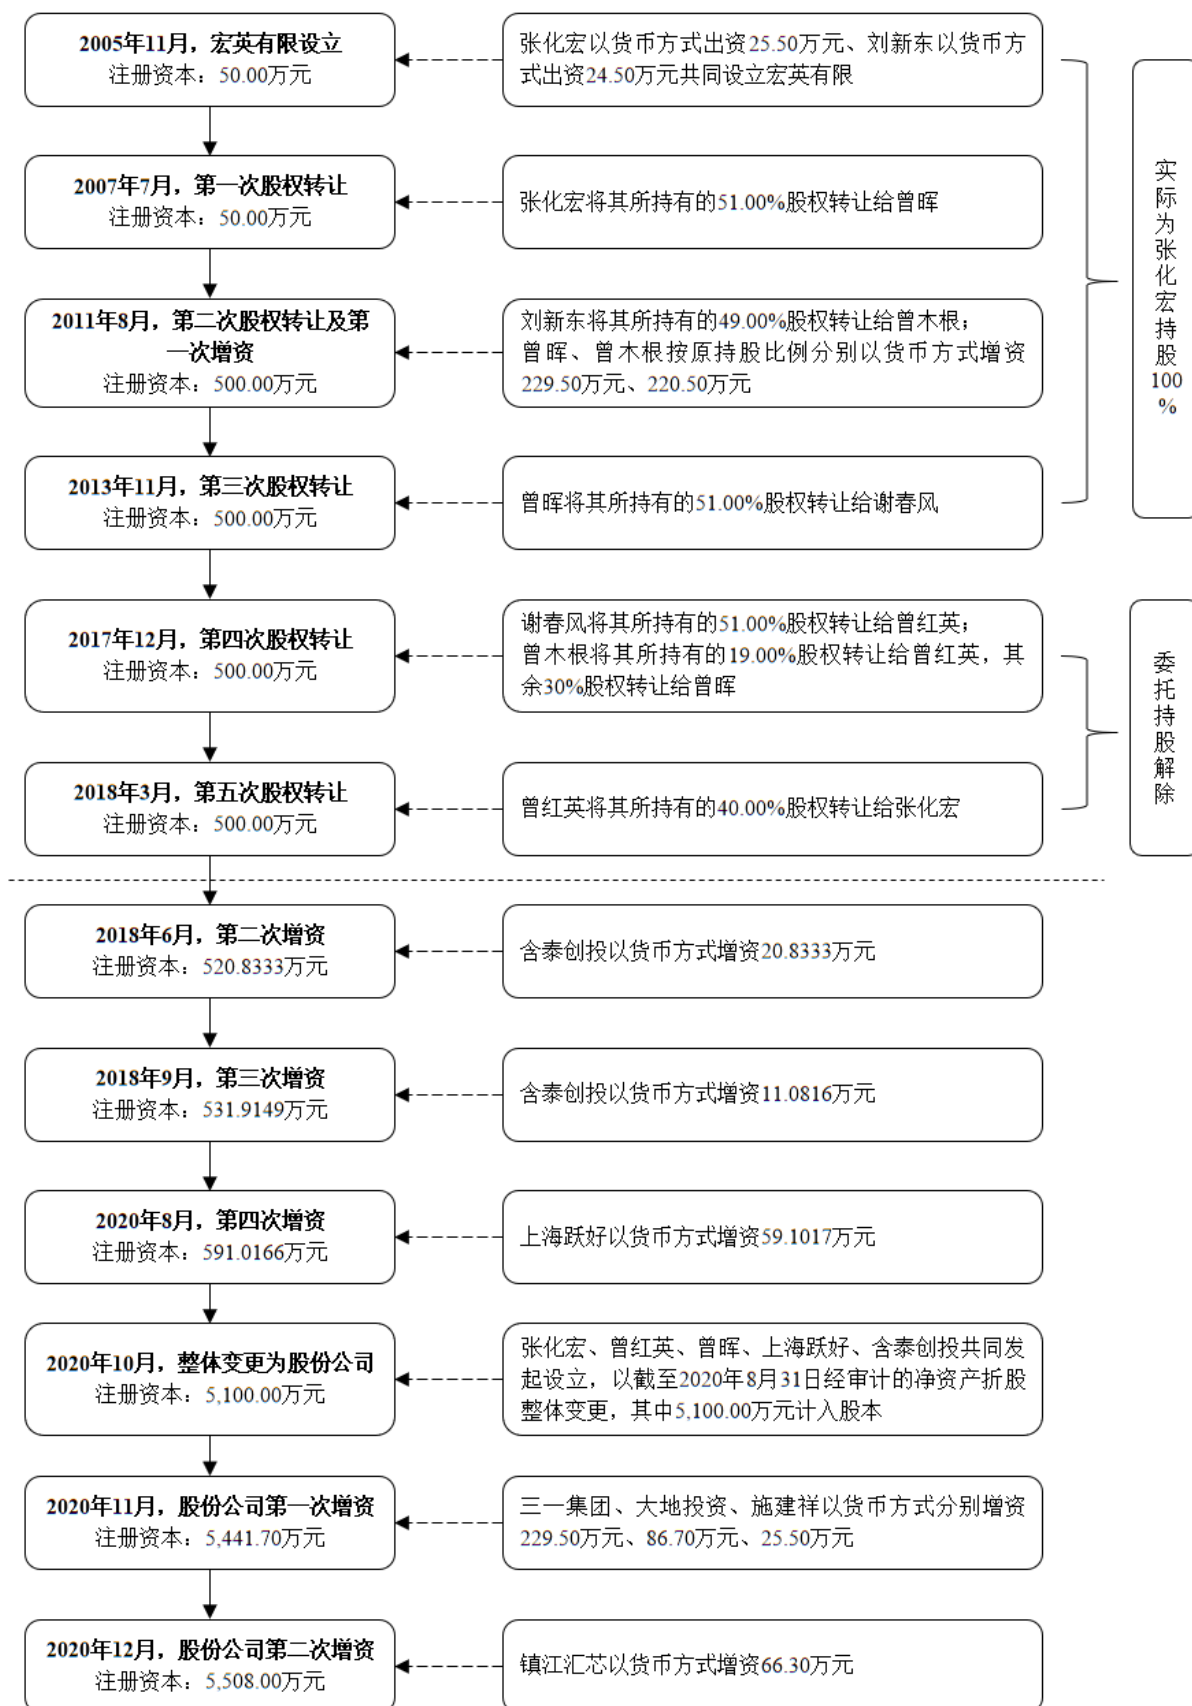 2005年11月，宏英有限设立
注册资本：50.00万元
张化宏以货币方式出资25.50万元、刘新东以货币方
式出资24.50万元共同设立宏英有限
2007年7月，第一次股权转让
注册资本：50.00万元
张化宏将其所持有的51.00%股权转让给曾晖
2011年8月，第二次股权转让及第
一次增资
注册资本：500.00万元
刘新东将其所持有的49.00%股权转让给曾木根；
曾晖、曾木根按原持股比例分别以货币方式增资
229.50万元、220.50万元
2013年11月，第三次股权转让
注册资本：500.00万元
曾晖将其所持有的51.00%股权转让给谢春风
实
际
为
张
化
宏
持
股
100
%
2017年12月，第四次股权转让
注册资本：500.00万元
谢春风将其所持有的51.00%股权转让给曾红英；
曾木根将其所持有的19.00%股权转让给曾红英，其
余30%股权转让给曾晖
2018年3月，第五次股权转让
注册资本：500.00万元
曾红英将其所持有的40.00%股权转让给张化宏
委
托
持
股
解
除
2018年6月，第二次增资
注册资本：520.8333万元
含泰创投以货币方式增资20.8333万元
2018年9月，第三次增资
注册资本：531.9149万元
含泰创投以货币方式增资11.0816万元
2020年8月，第四次增资
注册资本：591.0166万元
上海跃好以货币方式增资59.1017万元
2020年10月，整体变更为股份公司
注册资本：5,100.00万元
张化宏、曾红英、曾晖、上海跃好、含泰创投共同发
起设立，以截至2020年8月31日经审计的净资产折股
整体变更，其中5,100.00万元计入股本
2020年11月，股份公司第一次增资
注册资本：5,441.70万元
三一集团、大地投资、施建祥以货币方式分别增资
229.50万元、86.70万元、25.50万元
2020年12月，股份公司第二次增资
注册资本：5,508.00万元
镇江汇芯以货币方式增资66.30万元